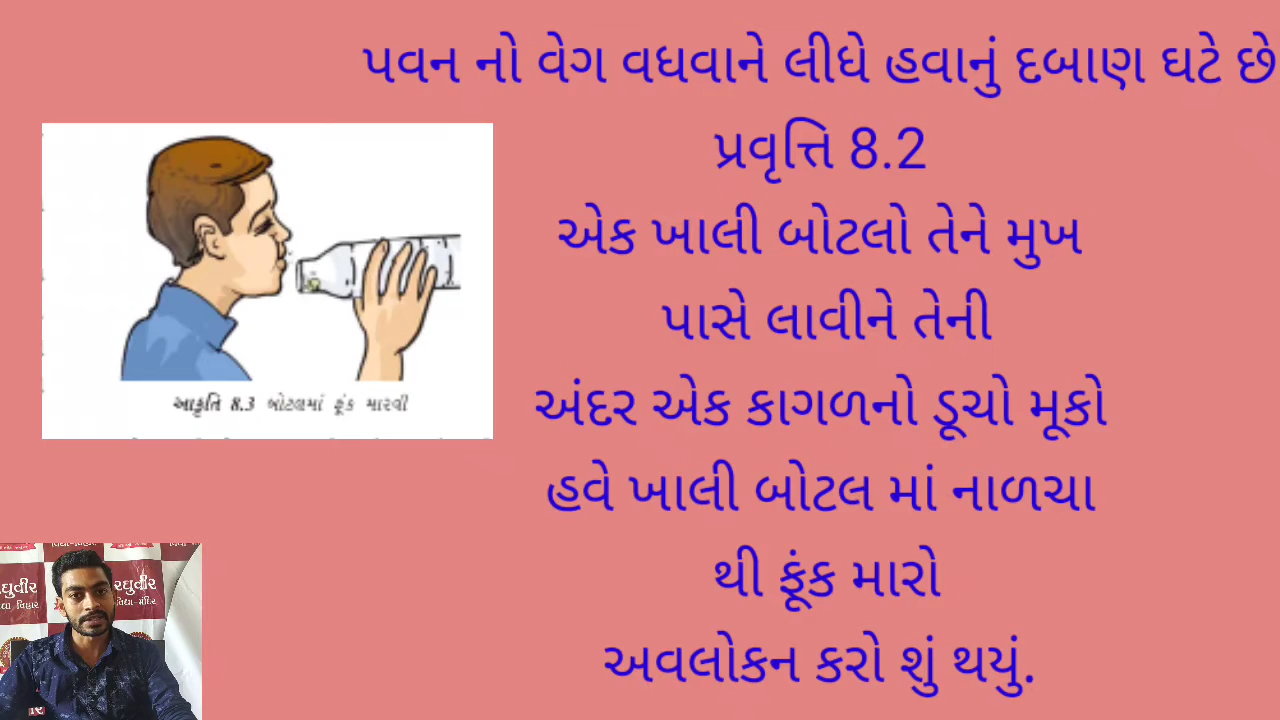 પવન નો વેગ વધવાને લીધે હવાનું દબાણ ઘટે છે
પ્રવૃત્તિ 8.2
એક ખાલી બોટલો તેને મુખ
પાસે લાવીને તેની
અંદર એક કાગળનો ડૂચો મૂકો
હવે ખાલી બોટલ માં નાળચા
થી ફૂંક મારો
અવલોકન કરો શું થયું.
આકૃતિ 8.3 બોટલમાં ફૂંક મારવી
રઘુવીર
વિદ્યા-મંદિર